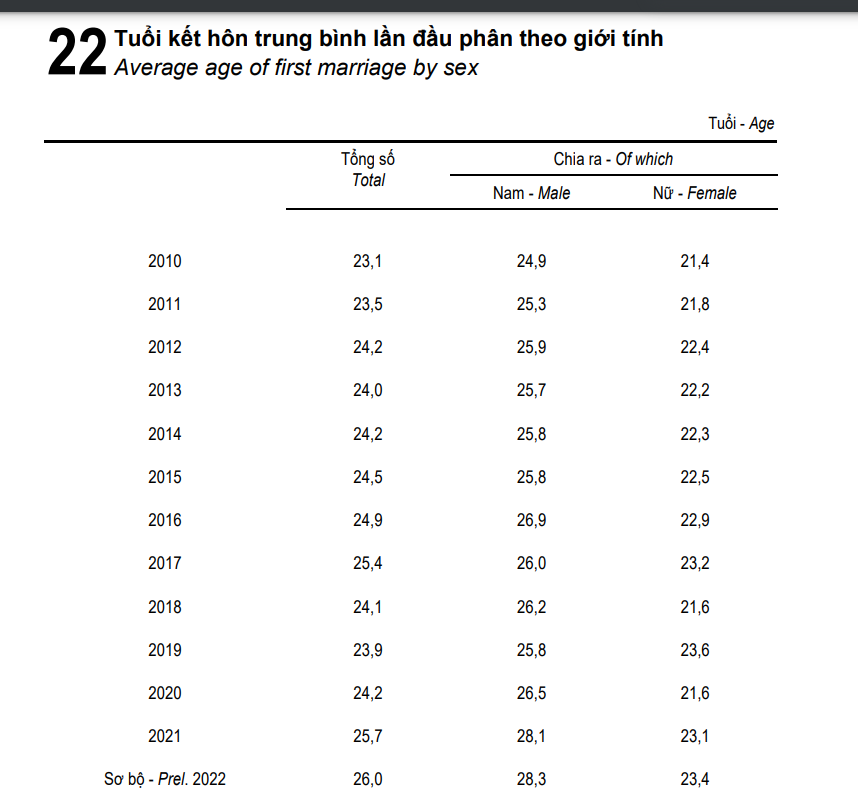 22 Tuổi kết hôn trung bình lần đầu phân theo giới tính
Average age of first marriage by sex
Tuổi - Age
Tổng số Chia ra - Of which
Total
Nam - Male Nữ - Female
2010 23,1 24,9 21,4
2011 23,5 25,3 21,8
2012 24,2 25,9 22,4
2013 24,0 25,7 22,2
2014 24,2 25,8 22,3
2015 24,5 25,8 22,5
2016 24,9 26,9 22,9
2017 25,4 26,0 23,2
2018 24,1 26,2 21,6
2019 23,9 25,8 23,6
2020 24,2 26,5 21,6
2021 25,7 28,1 23,1
Sơ bộ - Prel. 2022 26,0 28,3 23,4